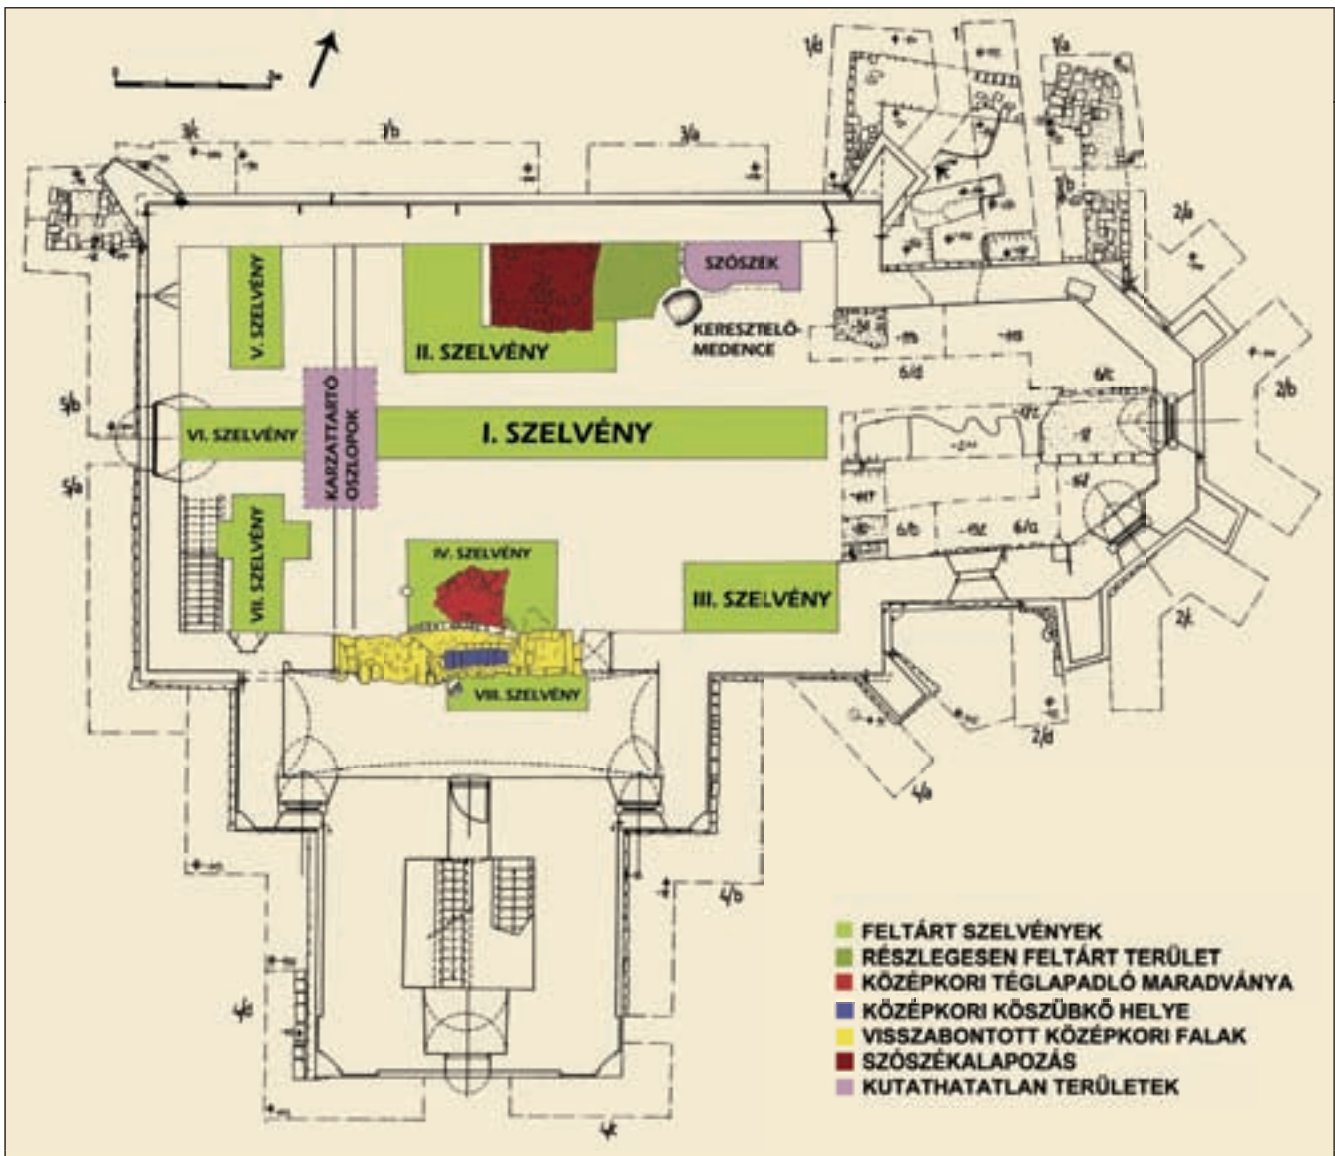 1/d
1
1/a
3/c
3/b
3/a
1/b
2/a
V. SZELVÉNY
SZÓSZÉK
II. SZELVÉNY
KERESZTELŐ-
MEDENCE
6/d
6/c
2/b
5/b
VI. SZELVÉNY
KARZATTARTÓ
OSZLOPOK
I. SZELVÉNY
5/a
6/b
6/a
VII. SZELVÉNY
IV. SZELVÉNY
III. SZELVÉNY
2/c
VIII. SZELVÉNY
2/d
4/a
4/b
4/d
4/c
FELTÁRT SZELVÉNYEK
RÉSZLEGESEN FELTÁRT TERÜLET
KÖZÉPKORI TÉGLAPADLÓ MARADVÁNYA
KÖZÉPKORI KÖSZÜBKŐ HELYE
VISSZABONTOTT KÖZÉPKORI FALAK
SZÓSZÉKALAPOZÁS
KUTATHATATLAN TERÜLETEK